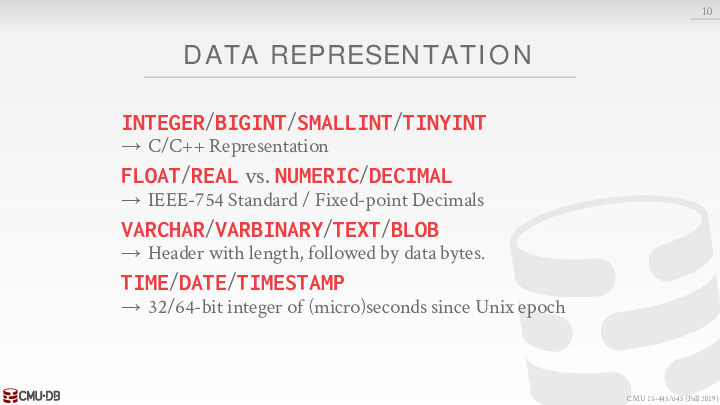 10
DATA REPRESENTATION
INTEGER/BIGINT/SMALLINT/TINYINT
→ C/C++ Representation
FLOAT/REAL vs. NUMERIC/DECIMAL
→ IEEE-754 Standard / Fixed-point Decimals
VARCHAR/VARBINARY/TEXT/BLOB
→ Header with length, followed by data bytes.
TIME/DATE/TIMESTAMP
→ 32/64-bit integer of (micro)seconds since Unix epoch
CMU·DB
CMU 15-445/645 (Fall 2019)